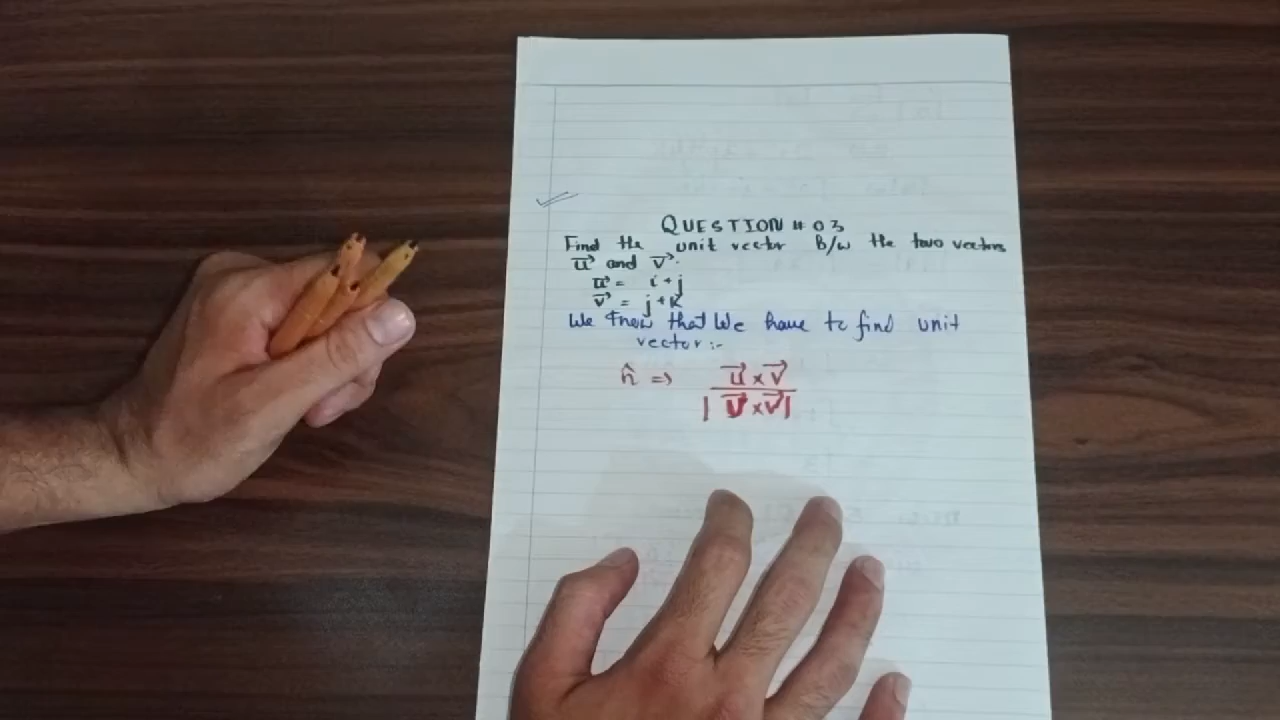 QUESTION # 03
Find the unit vector B/w the two vectors
u⃗ and v⃗.
u⃗ = i + j
v⃗ = j + k
We know that We have to find unit
vector :-
n̂ => u⃗ x v⃗
| u⃗ x v⃗ |